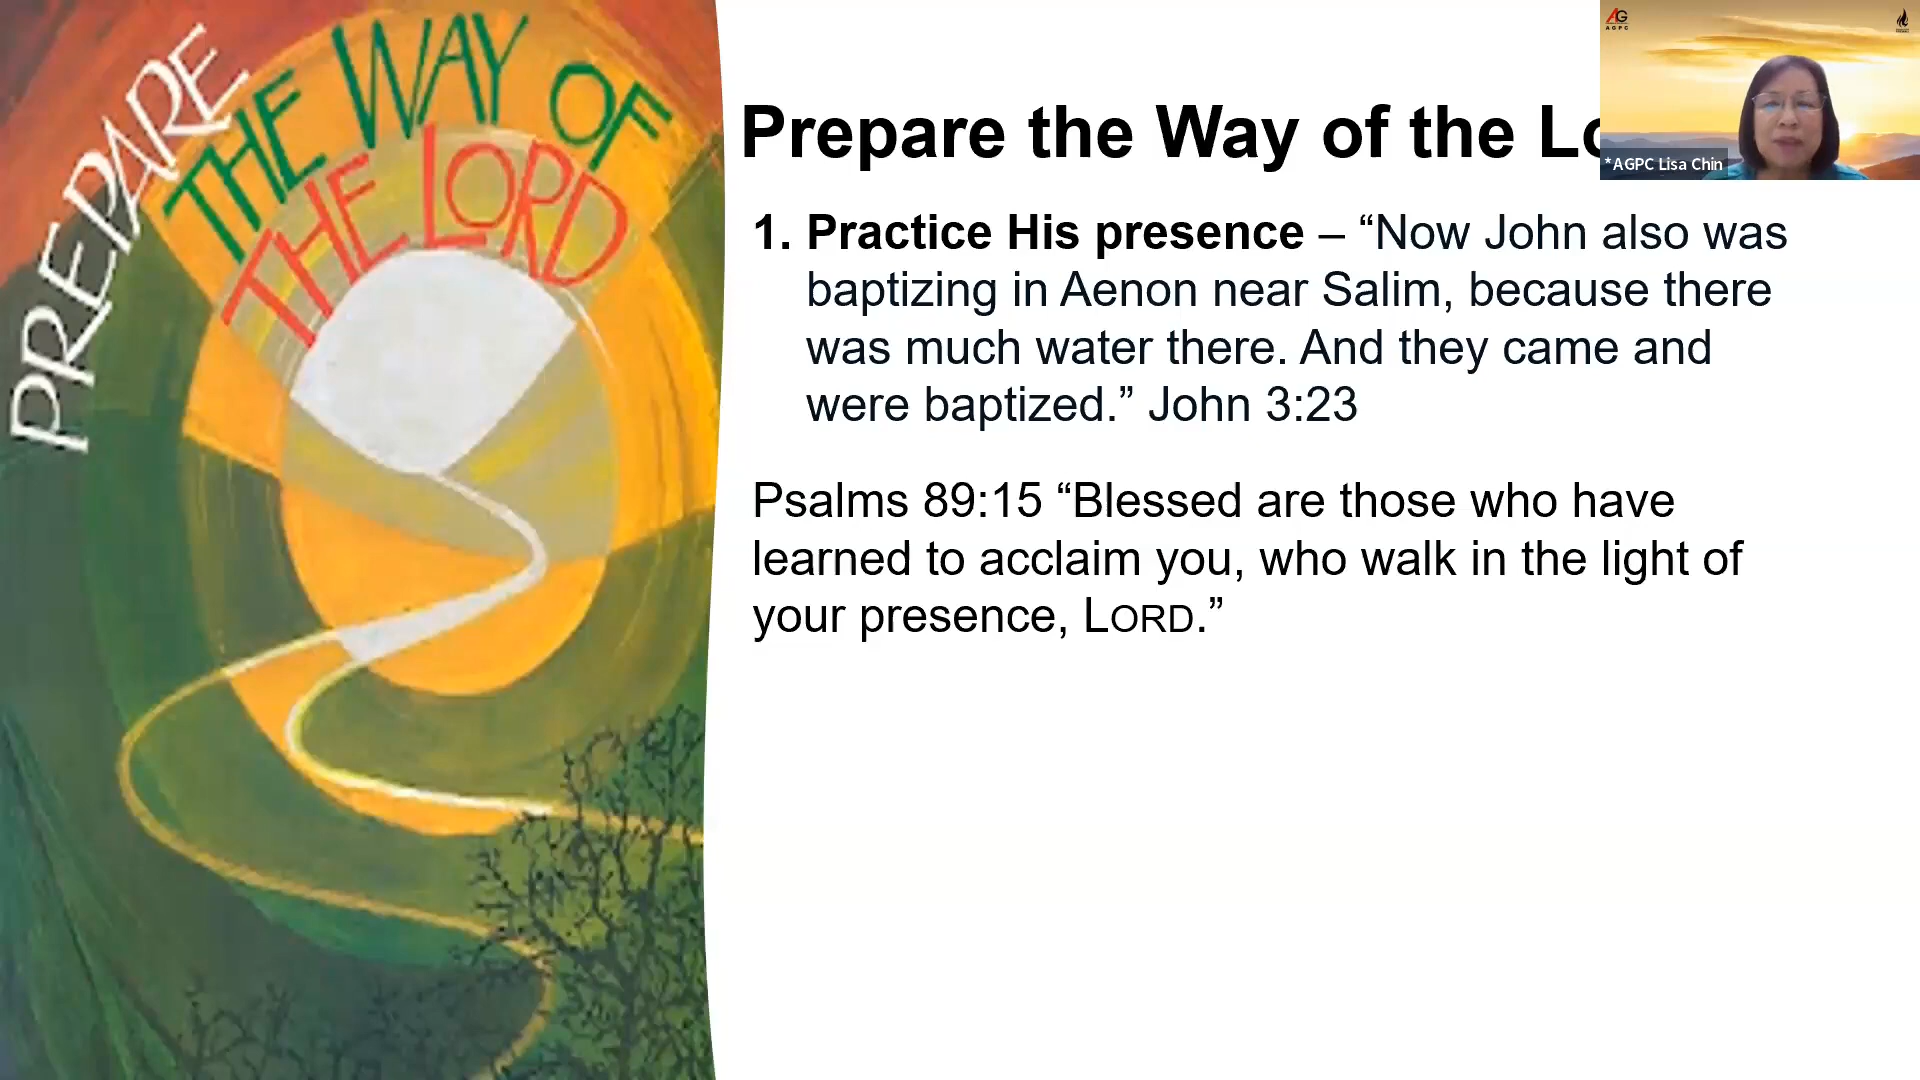 PREPARE
THE WAY OF
THE LORD
Prepare the Way of the Lo
1. Practice His presence – “Now John also was
baptizing in Aenon near Salim, because there
was much water there. And they came and
were baptized.” John 3:23
Psalms 89:15 “Blessed are those who have
learned to acclaim you, who walk in the light of
your presence, LORD.”
AG
AGPC
*AGPC Lisa Chin